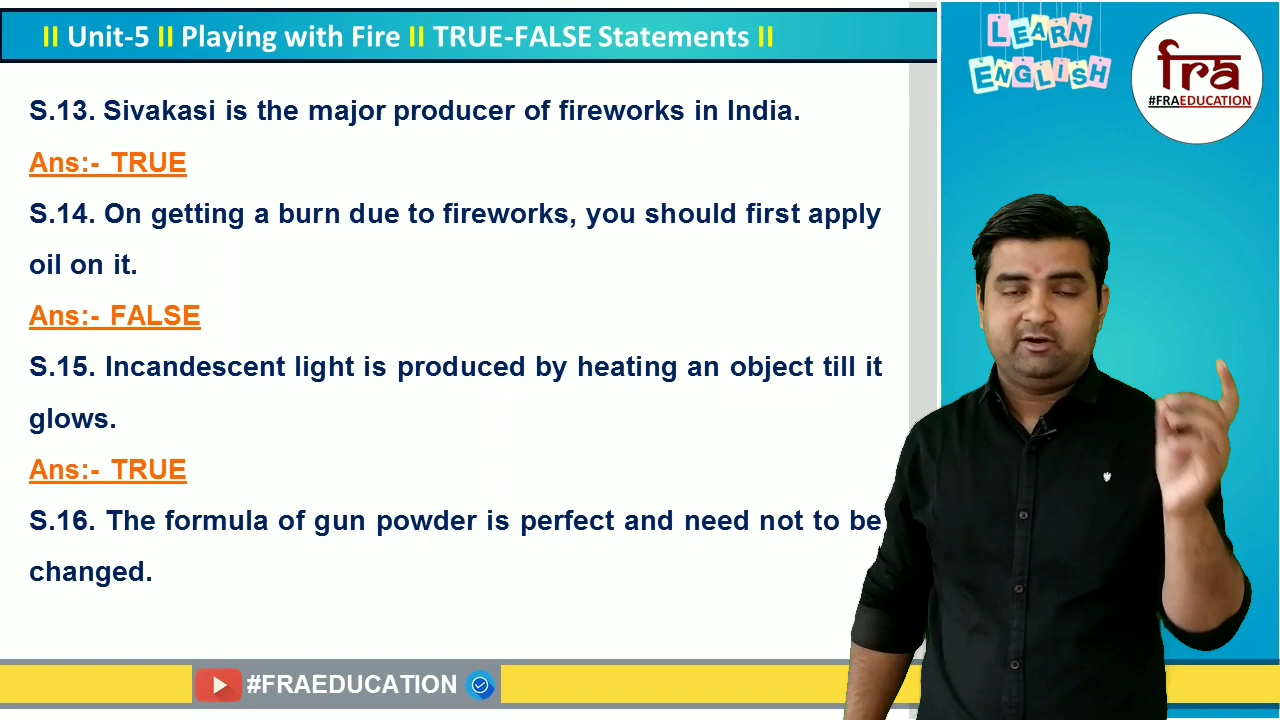 II Unit-5 II Playing with Fire II TRUE-FALSE Statements II
LEARN
ENGLISH
fra
#FRAEDUCATION
S.13. Sivakasi is the major producer of fireworks in India.
Ans:- TRUE
S.14. On getting a burn due to fireworks, you should first apply
oil on it.
Ans:- FALSE
S.15. Incandescent light is produced by heating an object till it
glows.
Ans:- TRUE
S.16. The formula of gun powder is perfect and need not to be
changed.
#FRAEDUCATION